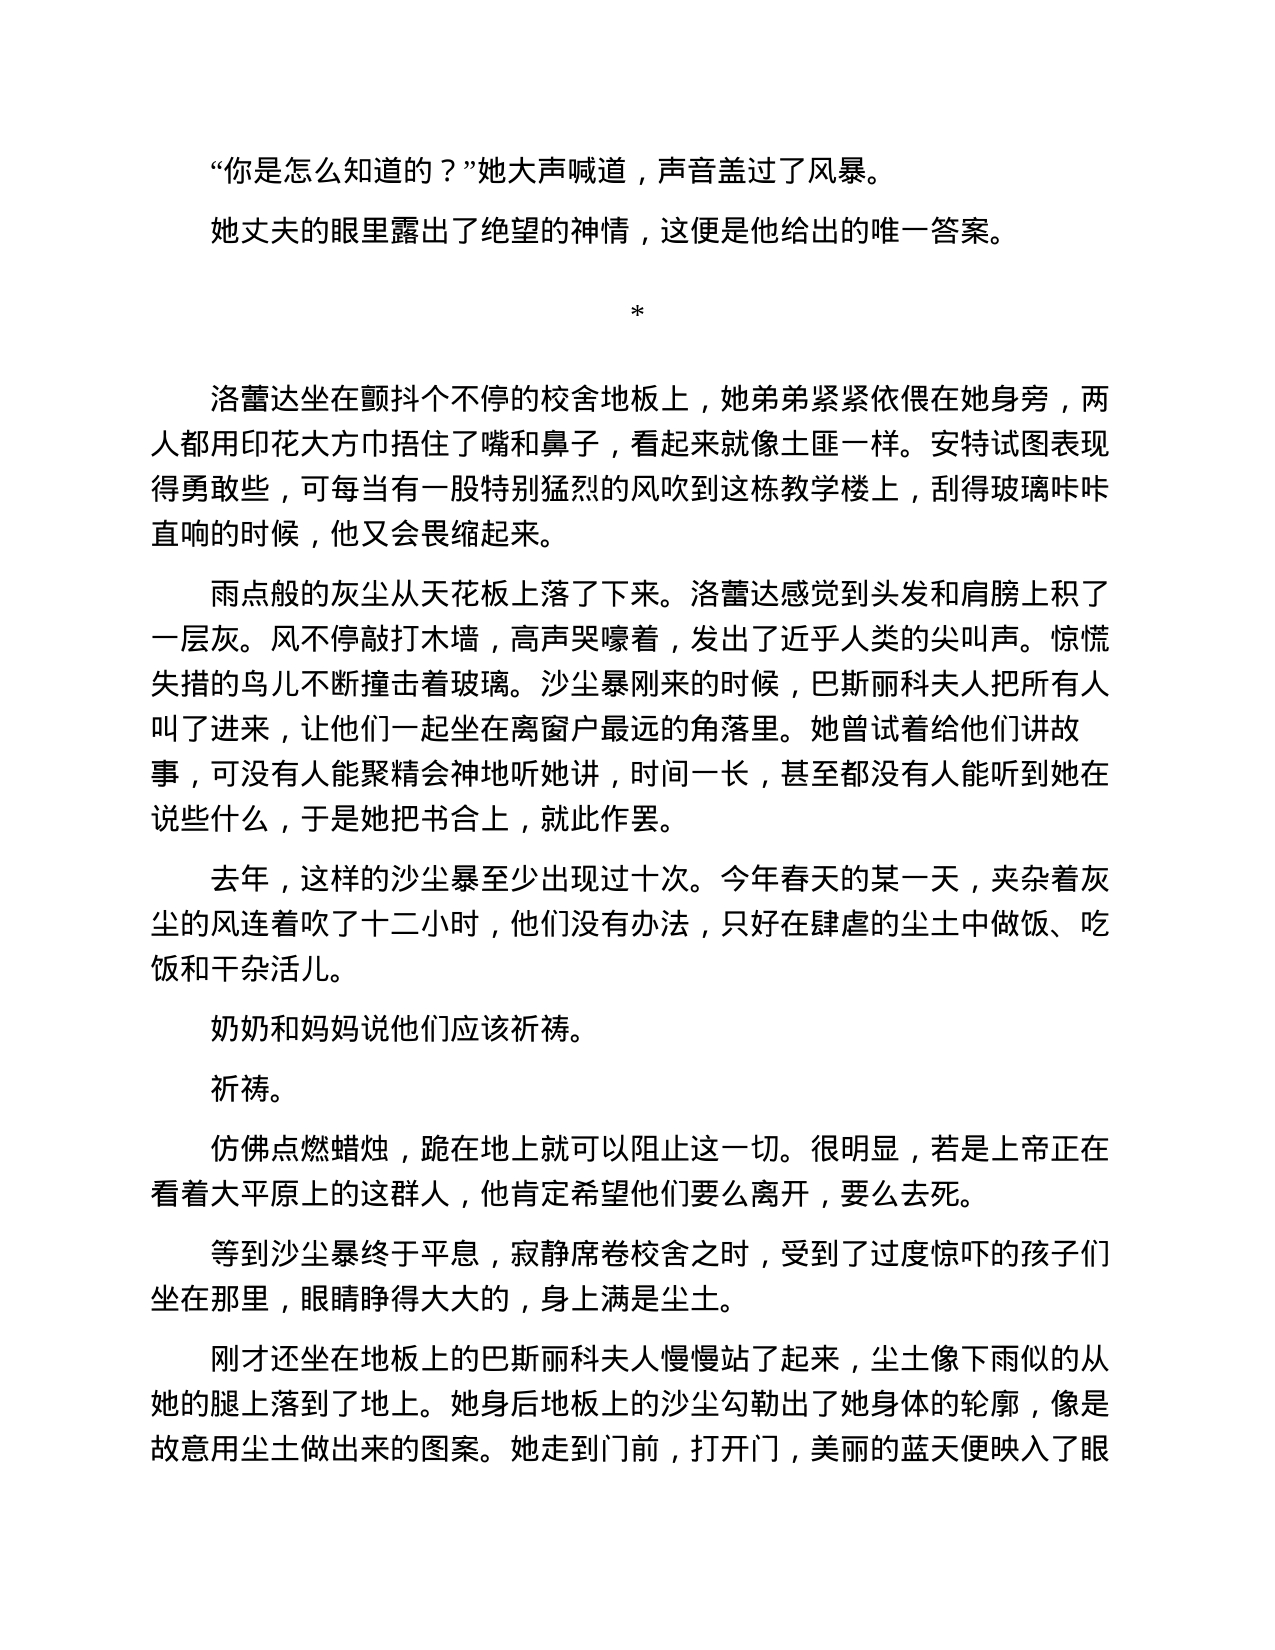 “你是怎么知道的？”她大声喊道，声音盖过了风暴。
她丈夫的眼里露出了绝望的神情，这便是他给出的唯一答案。
*
洛蕾达坐在颤抖个不停的校舍地板上，她弟弟紧紧依偎在她身旁，两
人都用印花大方巾捂住了嘴和鼻子，看起来就像土匪一样。安特试图表现
得勇敢些，可每当有一股特别猛烈的风吹到这栋教学楼上，刮得玻璃咔咔
直响的时候，他又会畏缩起来。
雨点般的灰尘从天花板上落了下来。洛蕾达感觉到头发和肩膀上积了
一层灰。风不停敲打木墙，高声哭嚎着，发出了近乎人类的尖叫声。惊慌
失措的鸟儿不断撞击着玻璃。沙尘暴刚来的时候，巴斯丽科夫人把所有人
叫了进来，让他们一起坐在离窗户最远的角落里。她曾试着给他们讲故
事，可没有人能聚精会神地听她讲，时间一长，甚至都没有人能听到她在
说些什么，于是她把书合上，就此作罢。
去年，这样的沙尘暴至少出现过十次。今年春天的某一天，夹杂着灰
尘的风连着吹了十二小时，他们没有办法，只好在肆虐的尘土中做饭、吃
饭和干杂活儿。
奶奶和妈妈说他们应该祈祷。
祈祷。
仿佛点燃蜡烛，跪在地上就可以阻止这一切。很明显，若是上帝正在
看着大平原上的这群人，他肯定希望他们要么离开，要么去死。
等到沙尘暴终于平息，寂静席卷校舍之时，受到了过度惊吓的孩子们
坐在那里，眼睛睁得大大的，身上满是尘土。
刚才还坐在地板上的巴斯丽科夫人慢慢站了起来，尘土像下雨似的从
她的腿上落到了地上。她身后地板上的沙尘勾勒出了她身体的轮廓，像是
故意用尘土做出来的图案。她走到门前，打开门，美丽的蓝天便映入了眼